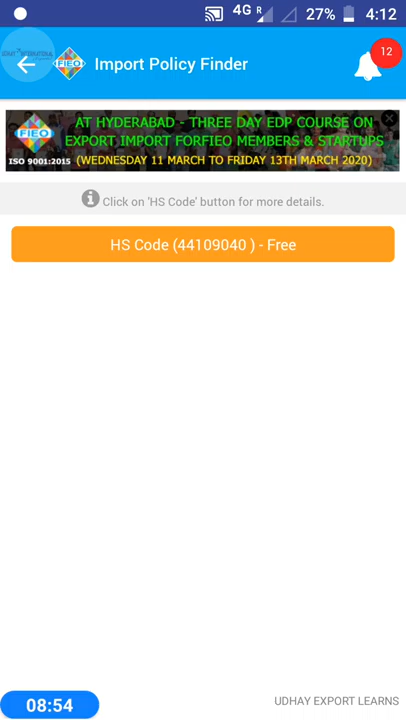 4G R 27% 4:12
FIEO Import Policy Finder 12
FIEO
ISO 9001:2015
AT HYDERABAD - THREE DAY EDP COURSE ON
EXPORT IMPORT FORFIEO MEMBERS & STARTUPS
(WEDNESDAY 11 MARCH TO FRIDAY 13TH MARCH 2020)
Click on 'HS Code' button for more details.
HS Code (44109040 ) - Free
08:54
UDHAY EXPORT LEARNS